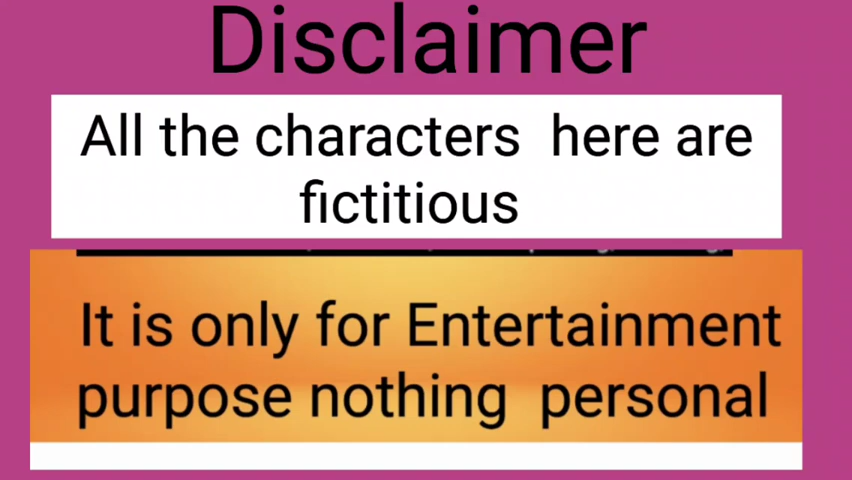 Disclaimer
All the characters here are
fictitious
It is only for Entertainment
purpose nothing personal